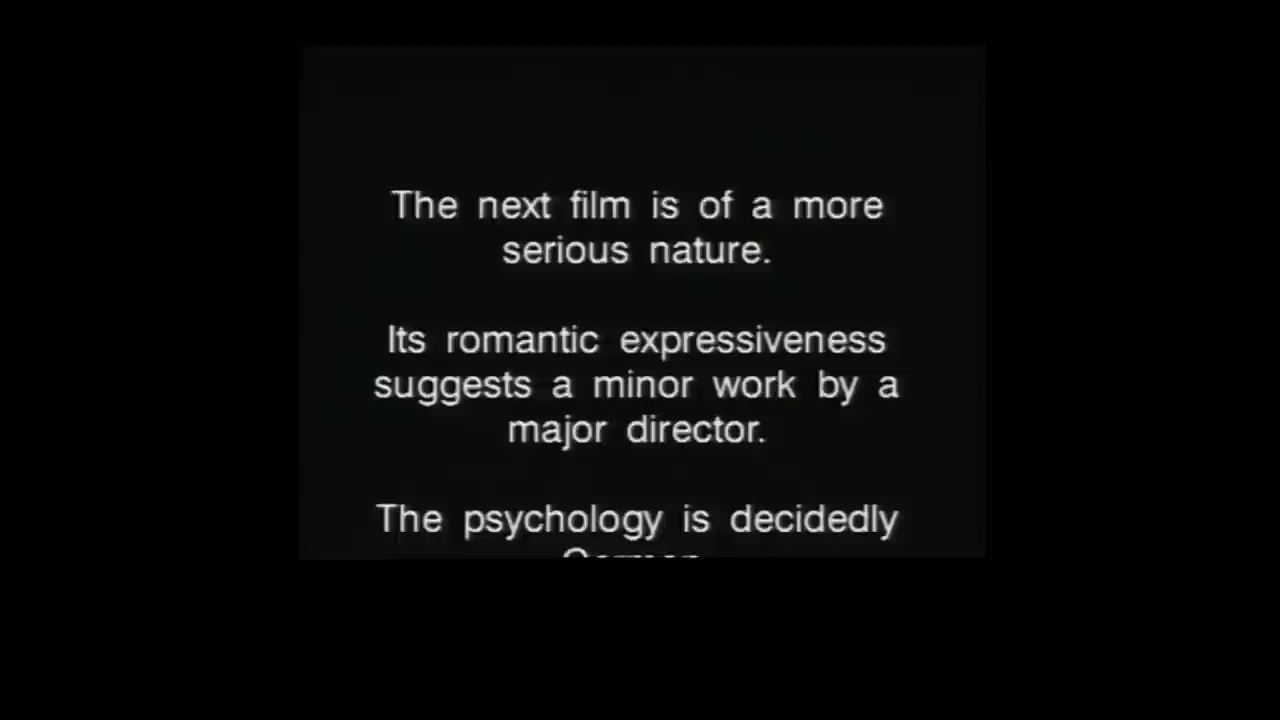 The next film is of a more
serious nature.
Its romantic expressiveness
suggests a minor work by a
major director.
The psychology is decidedly